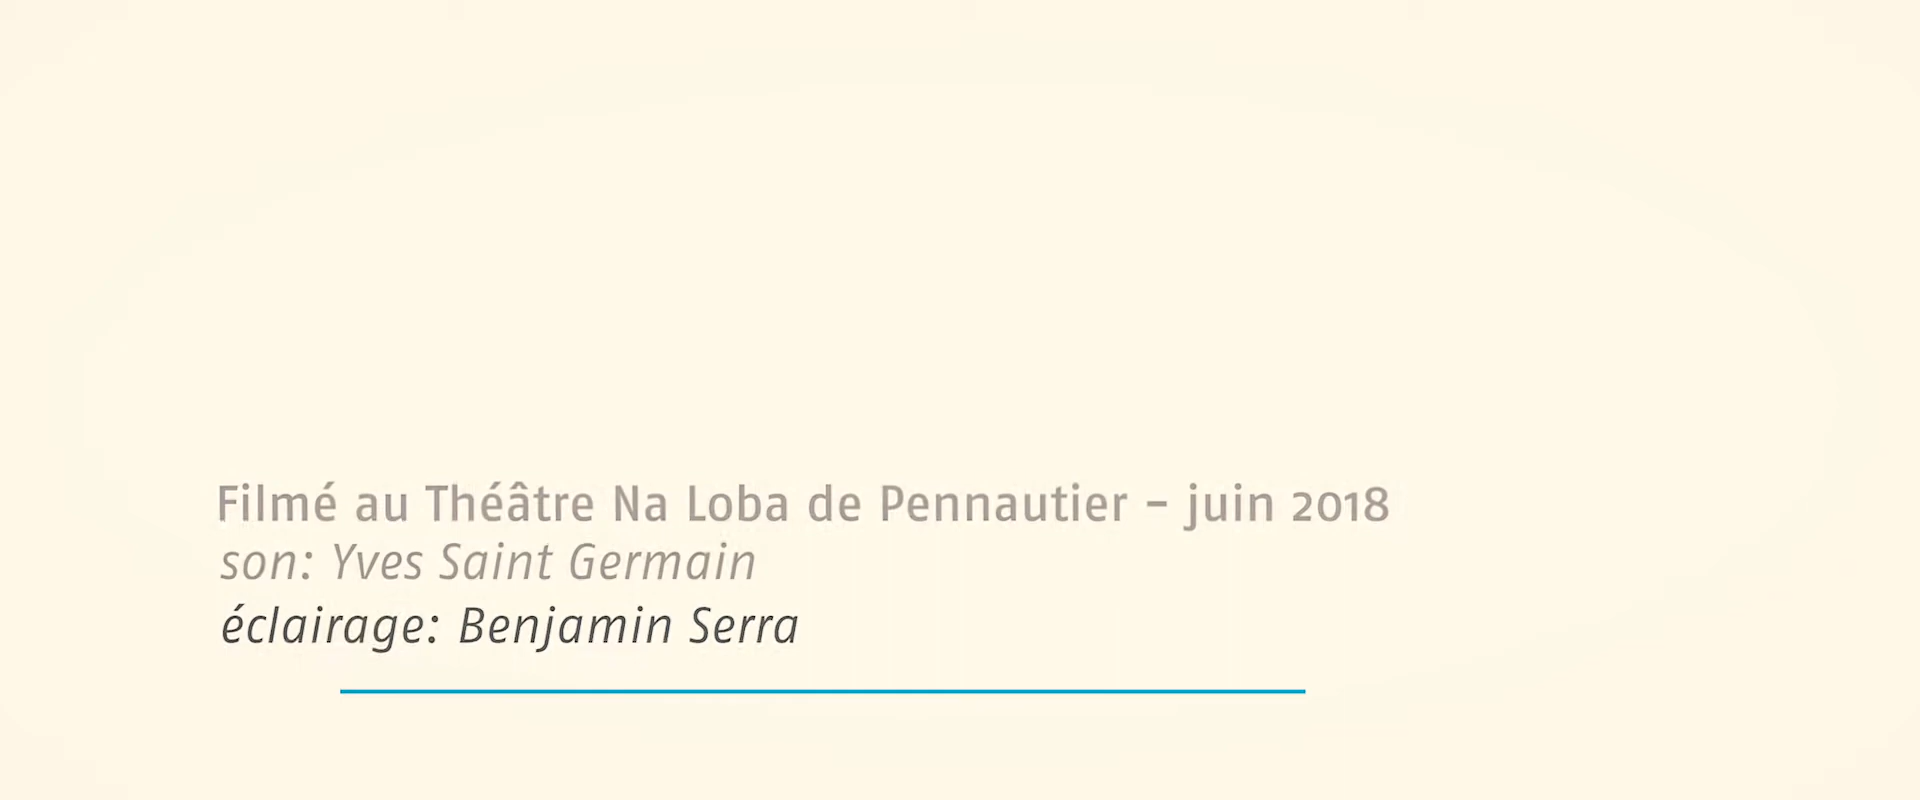 Filmé au Théâtre Na Loba de Pennautier – juin 2018
son: Yves Saint Germain
éclairage: Benjamin Serra